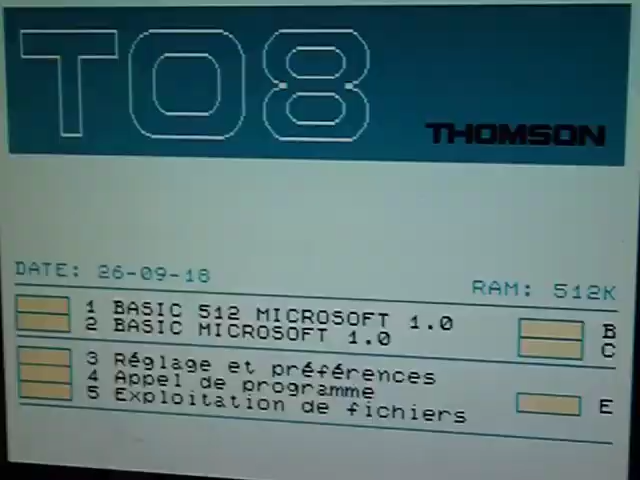 TO8
THOMSON
DATE: 26-09-18
RAM: 512K
1 BASIC 512 MICROSOFT 1.0
2 BASIC MICROSOFT 1.0
B
C
3 Réglage et préférences
4 Appel de programme
5 Exploitation de fichiers
E